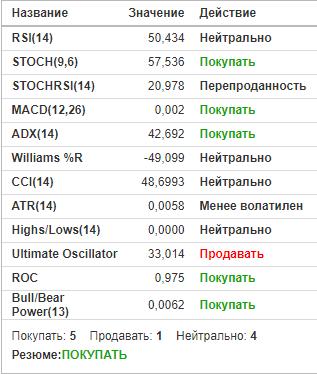 Название Значение Действие
RSI(14) 50,434 Нейтрально
STOCH(9,6) 57,536 Покупать
STOCHRSI(14) 20,978 Перепроданность
MACD(12,26) 0,002 Покупать
ADX(14) 42,692 Покупать
Williams %R -49,099 Нейтрально
CCI(14) 48,6993 Нейтрально
ATR(14) 0,0058 Менее волатилен
Highs/Lows(14) 0,0000 Нейтрально
Ultimate Oscillator 33,014 Продавать
ROC 0,975 Покупать
Bull/Bear
Power(13) 0,0062 Покупать
Покупать: 5 Продавать: 1 Нейтрально: 4
Резюме:ПОКУПАТЬ